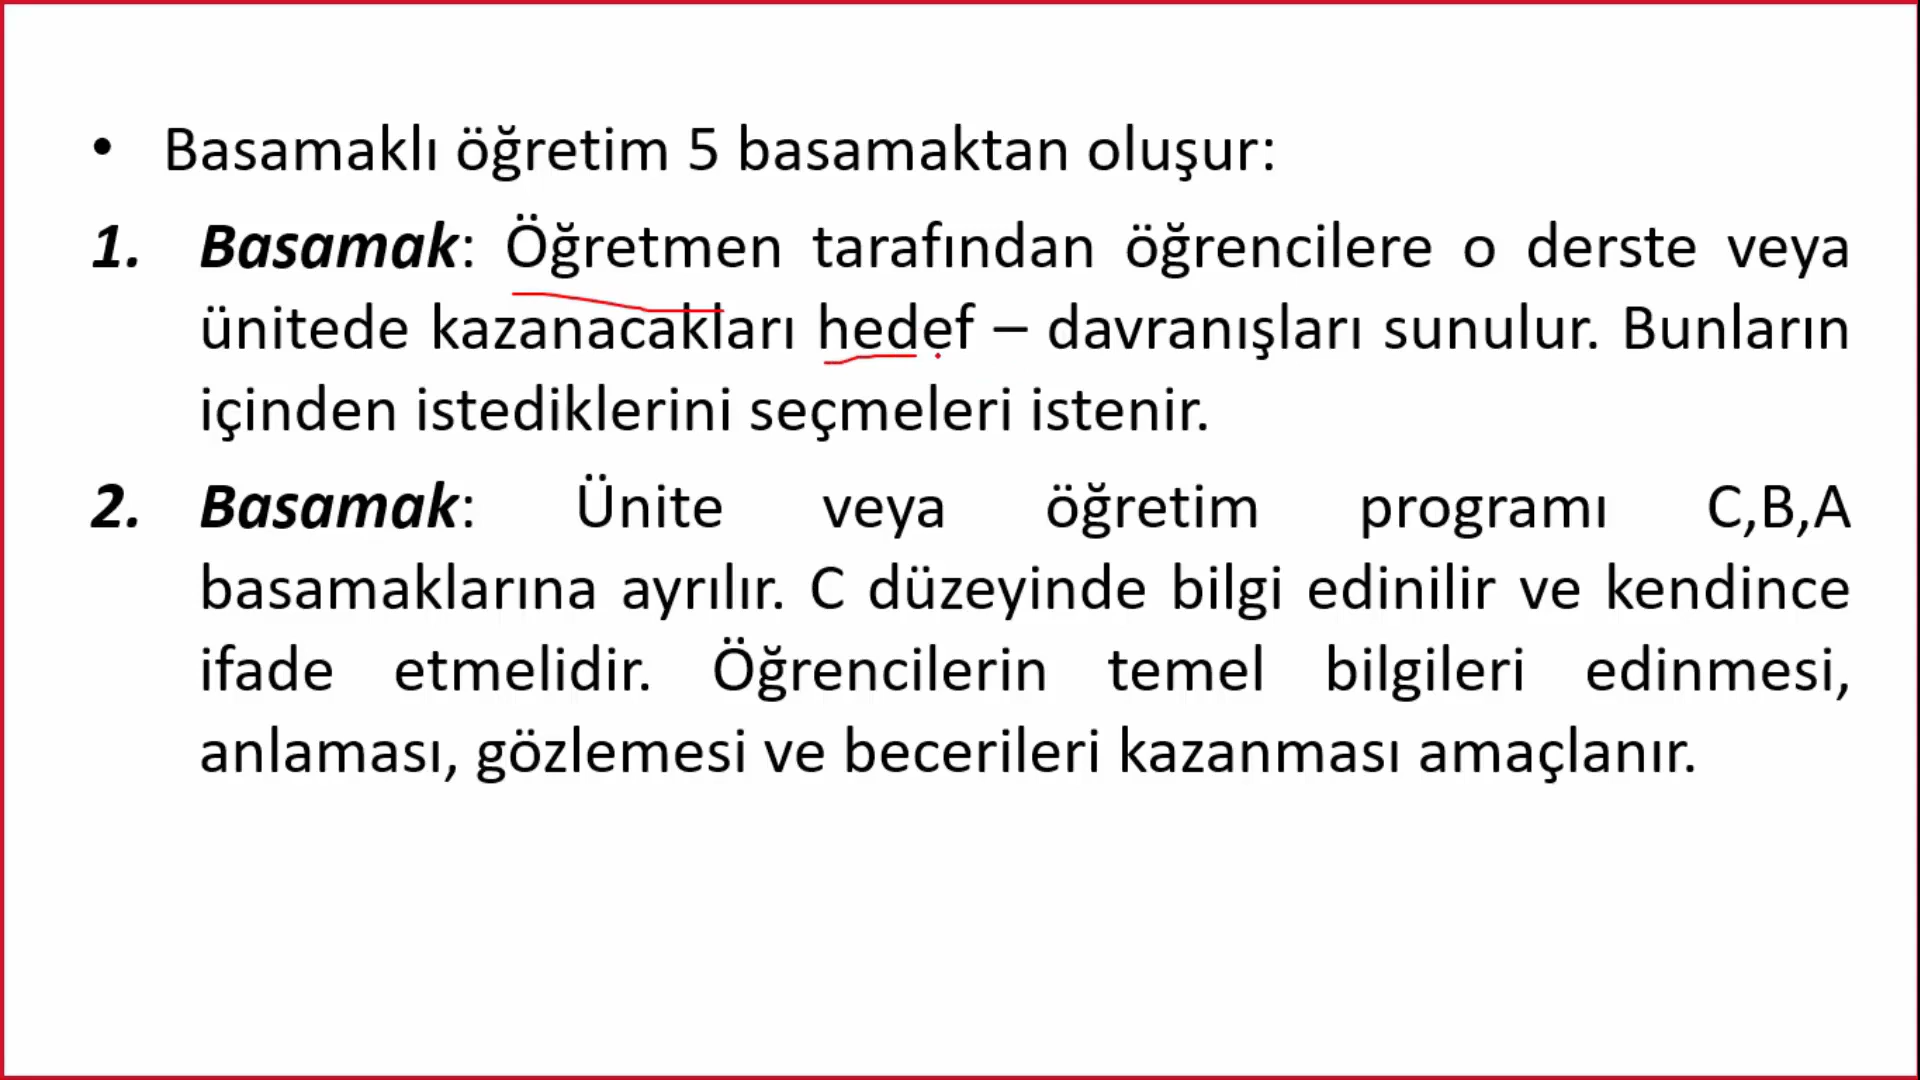 • Basamaklı öğretim 5 basamaktan oluşur:
1. Basamak: Öğretmen tarafından öğrencilere o derste veya
ünitede kazanacakları hedef – davranışları sunulur. Bunların
içinden istediklerini seçmeleri istenir.
2. Basamak: Ünite veya öğretim programı C,B,A
basamaklarına ayrılır. C düzeyinde bilgi edinilir ve kendince
ifade etmelidir. Öğrencilerin temel bilgileri edinmesi,
anlaması, gözlemesi ve becerileri kazanması amaçlanır.